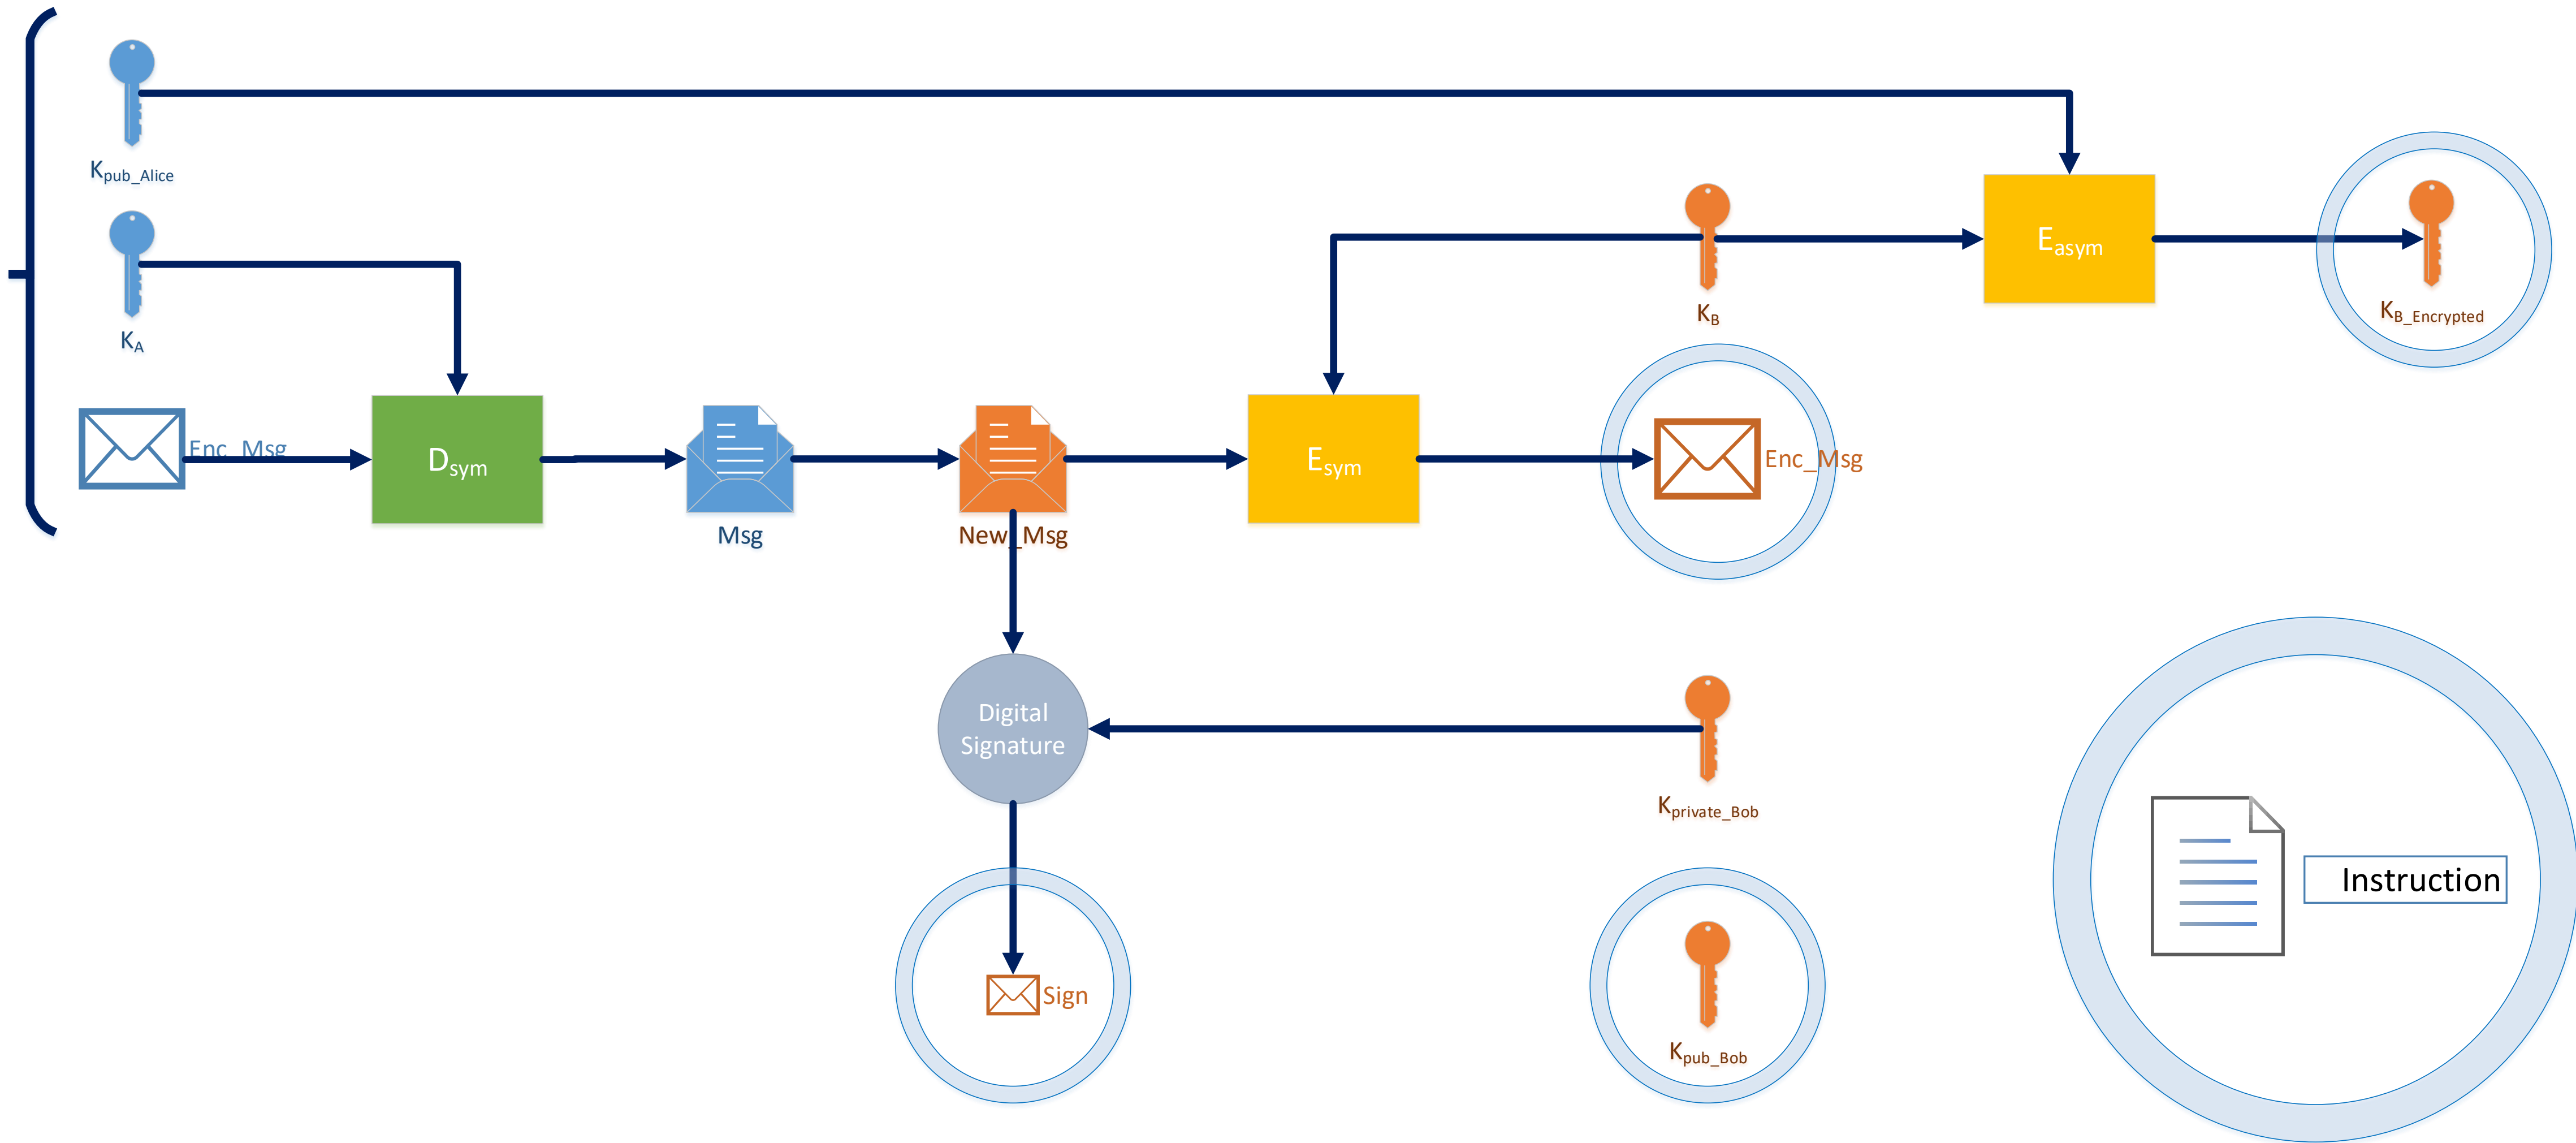 Kpub_Alice
KA
Enc_Msg
Dsym
Msg
New_Msg
Esym
KB
Easym
KB_Encrypted
Enc_Msg
Digital
Signature
Kprivate_Bob
Instruction
Sign
Kpub_Bob